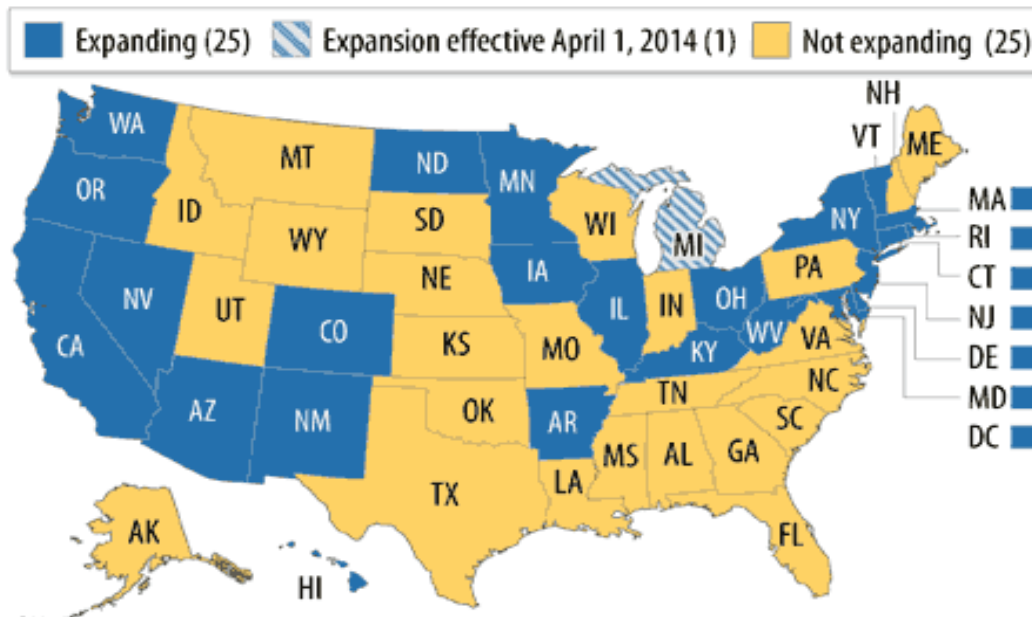 Expanding (25) Expansion effective April 1, 2014 (1) Not expanding (25)
NH
VT
ME
WA
MT
ND
MN
OR
ID
SD
WI
MI
NY
MA
RI
WY
CT
IA
PA
NE
NJ
NV
UT
CO
IL
IN
OH
WV
VA
DE
CA
KS
MO
KY
MD
NC
TN
DC
AZ
NM
OK
AR
SC
MS
AL
GA
LA
TX
FL
AK
HI